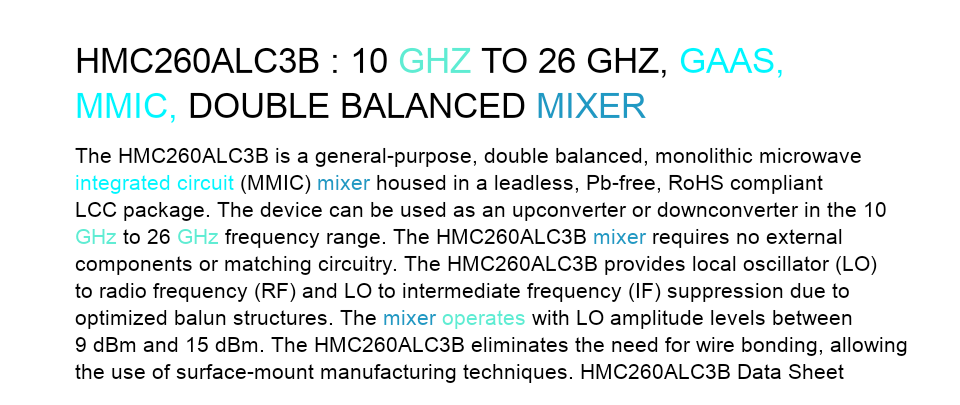 HMC260ALC3B : 10 GHZ TO 26 GHZ, GAAS,
MMIC, DOUBLE BALANCED MIXER
The HMC260ALC3B is a general-purpose, double balanced, monolithic microwave
integrated circuit (MMIC) mixer housed in a leadless, Pb-free, RoHS compliant
LCC package. The device can be used as an upconverter or downconverter in the 10
GHz to 26 GHz frequency range. The HMC260ALC3B mixer requires no external
components or matching circuitry. The HMC260ALC3B provides local oscillator (LO)
to radio frequency (RF) and LO to intermediate frequency (IF) suppression due to
optimized balun structures. The mixer operates with LO amplitude levels between
9 dBm and 15 dBm. The HMC260ALC3B eliminates the need for wire bonding, allowing
the use of surface-mount manufacturing techniques. HMC260ALC3B Data Sheet